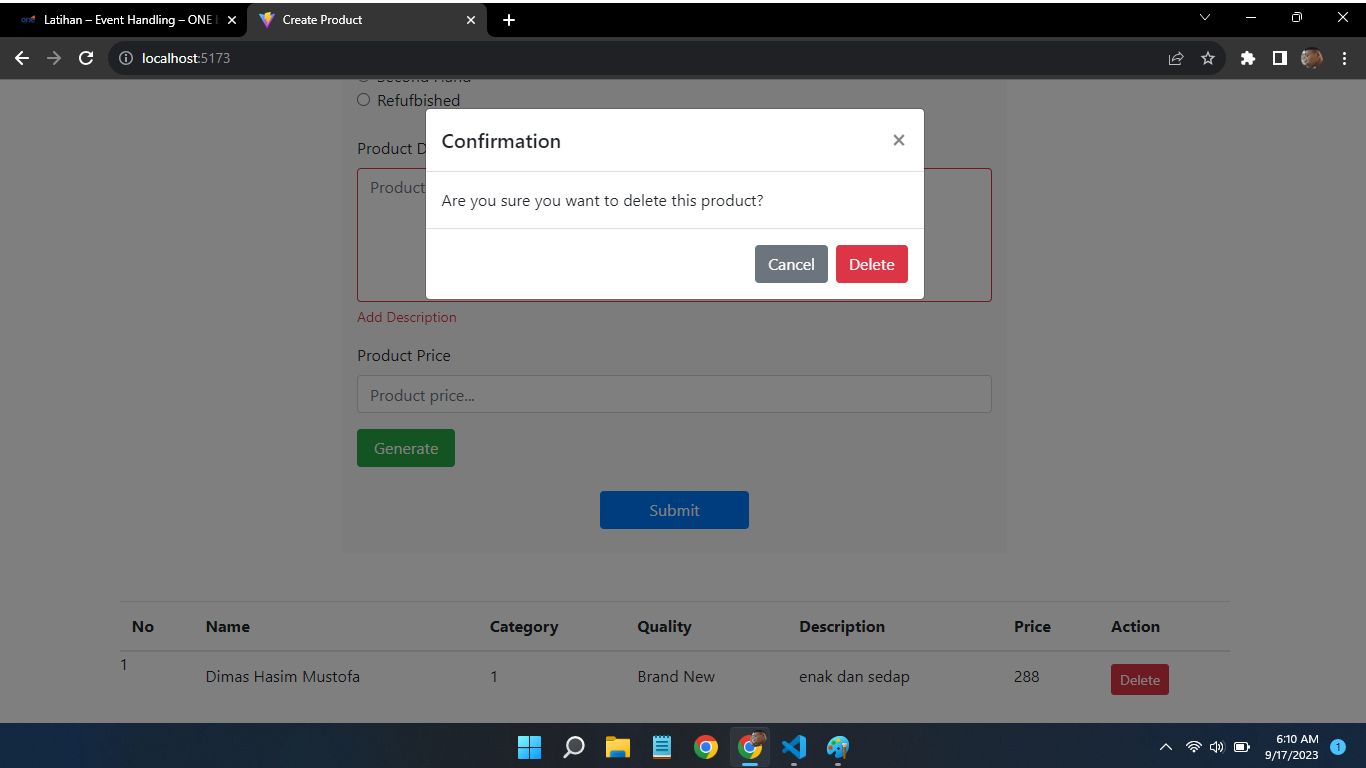 one Latihan – Event Handling – ONE
Create Product
localhost:5173
Second Hand
Refufbished
Confirmation
×
Product D
Product
Are you sure you want to delete this product?
Cancel Delete
Add Description
Product Price
Product price...
Generate
Submit
No Name Category Quality Description Price Action
1 Dimas Hasim Mustofa 1 Brand New enak dan sedap 288 Delete
6:10 AM
9/17/2023
1